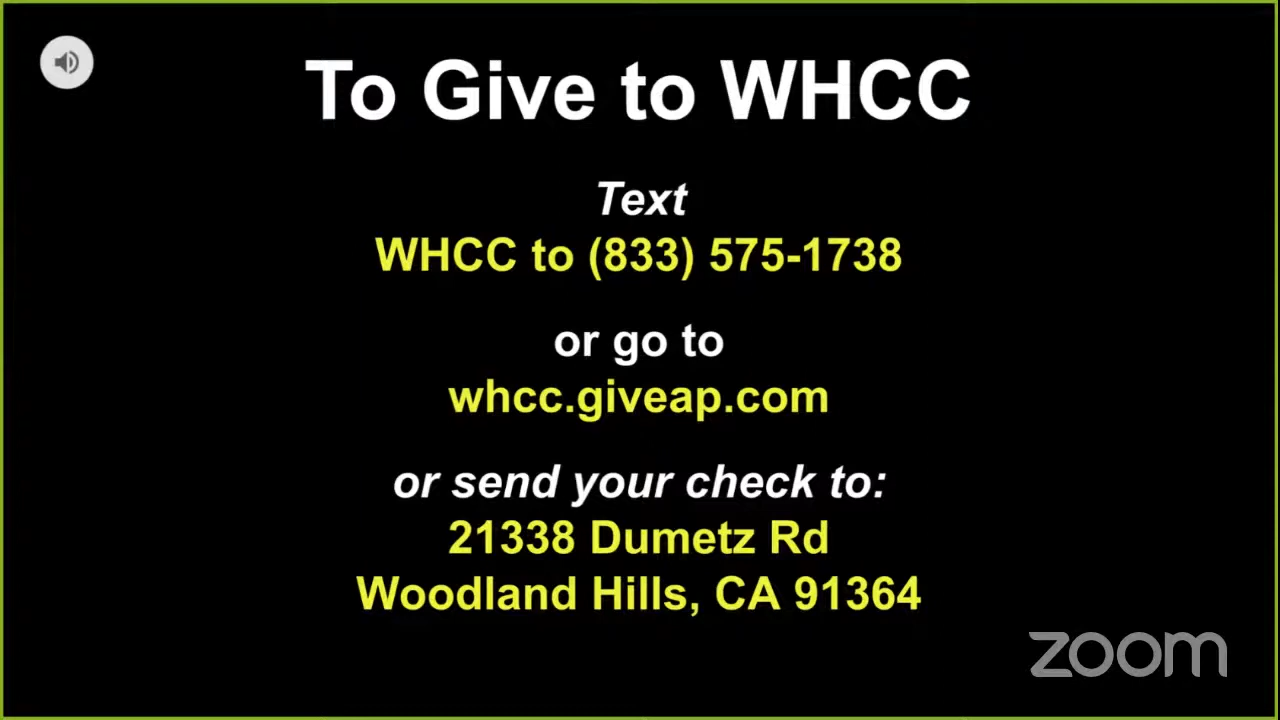 To Give to WHCC
Text
WHCC to (833) 575-1738
or go to
whcc.giveap.com
or send your check to:
21338 Dumetz Rd
Woodland Hills, CA 91364
zoom